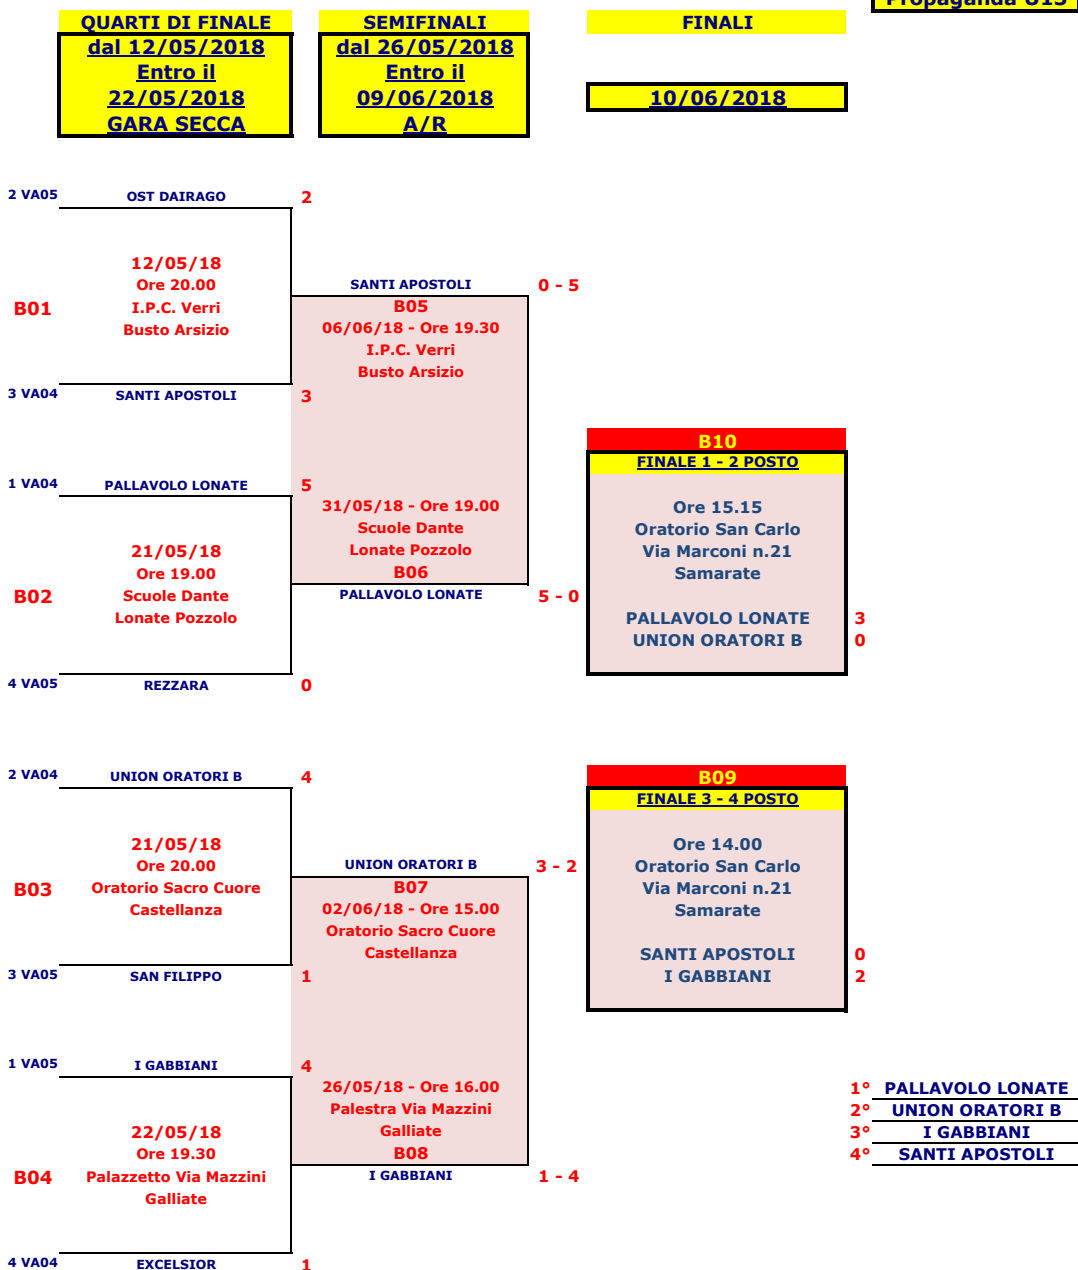 Propaganda U13
QUARTI DI FINALE
dal 12/05/2018
Entro il
22/05/2018
GARA SECCA
SEMIFINALI
dal 26/05/2018
Entro il
09/06/2018
A/R
FINALI
10/06/2018
2 VA05 OST DAIRAGO 2
B01
12/05/18
Ore 20.00
I.P.C. Verri
Busto Arsizio
3 VA04 SANTI APOSTOLI 3
SANTI APOSTOLI 0 - 5
B05
06/06/18 - Ore 19.30
I.P.C. Verri
Busto Arsizio
1 VA04 PALLAVOLO LONATE 5
B02
21/05/18
Ore 19.00
Scuole Dante
Lonate Pozzolo
4 VA05 REZZARA 0
31/05/18 - Ore 19.00
Scuole Dante
Lonate Pozzolo
B06
PALLAVOLO LONATE 5 - 0
B10
FINALE 1 - 2 POSTO
Ore 15.15
Oratorio San Carlo
Via Marconi n.21
Samarate
PALLAVOLO LONATE 3
UNION ORATORI B 0
2 VA04 UNION ORATORI B 4
B03
21/05/18
Ore 20.00
Oratorio Sacro Cuore
Castellanza
3 VA05 SAN FILIPPO 1
UNION ORATORI B 3 - 2
B07
02/06/18 - Ore 15.00
Oratorio Sacro Cuore
Castellanza
B09
FINALE 3 - 4 POSTO
Ore 14.00
Oratorio San Carlo
Via Marconi n.21
Samarate
SANTI APOSTOLI 0
I GABBIANI 2
1 VA05 I GABBIANI 4
B04
22/05/18
Ore 19.30
Palazzetto Via Mazzini
Galliate
4 VA04 EXCELSIOR 1
26/05/18 - Ore 16.00
Palestra Via Mazzini
Galliate
B08
I GABBIANI 1 - 4
1° PALLAVOLO LONATE
2° UNION ORATORI B
3° I GABBIANI
4° SANTI APOSTOLI